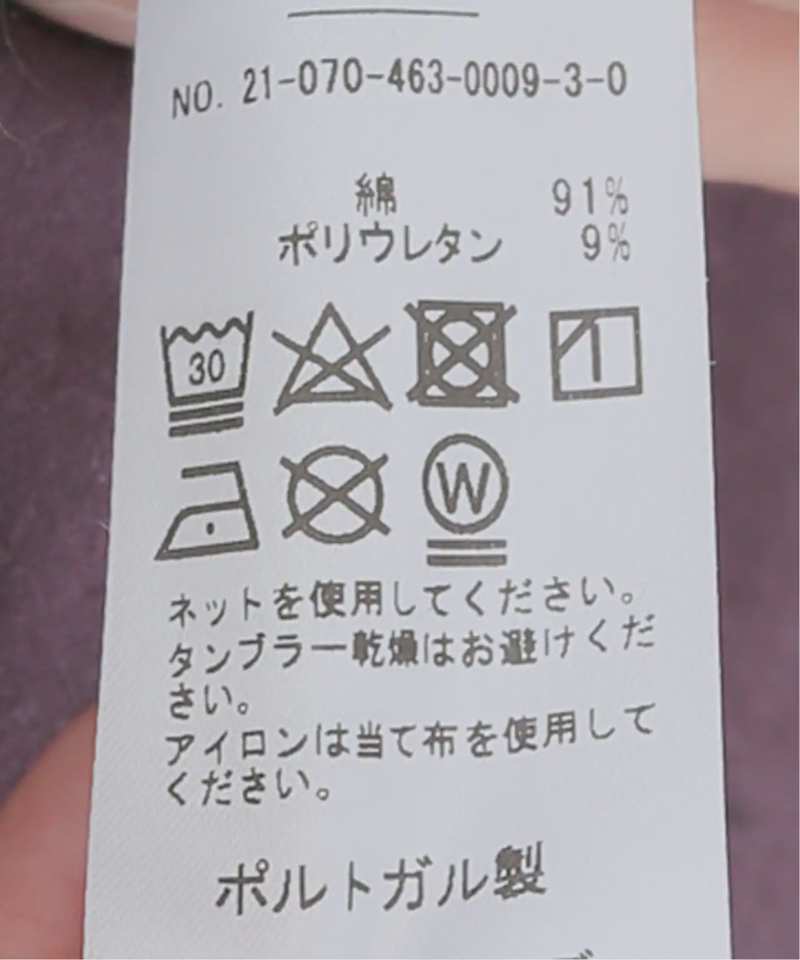 NO. 21-070-463-0009-3-0
綿 91%
ポリウレタン 9%
30
W
ネットを使用してください。
タンブラー乾燥はお避けくだ
さい。
アイロンは当て布を使用して
ください。
ポルトガル製